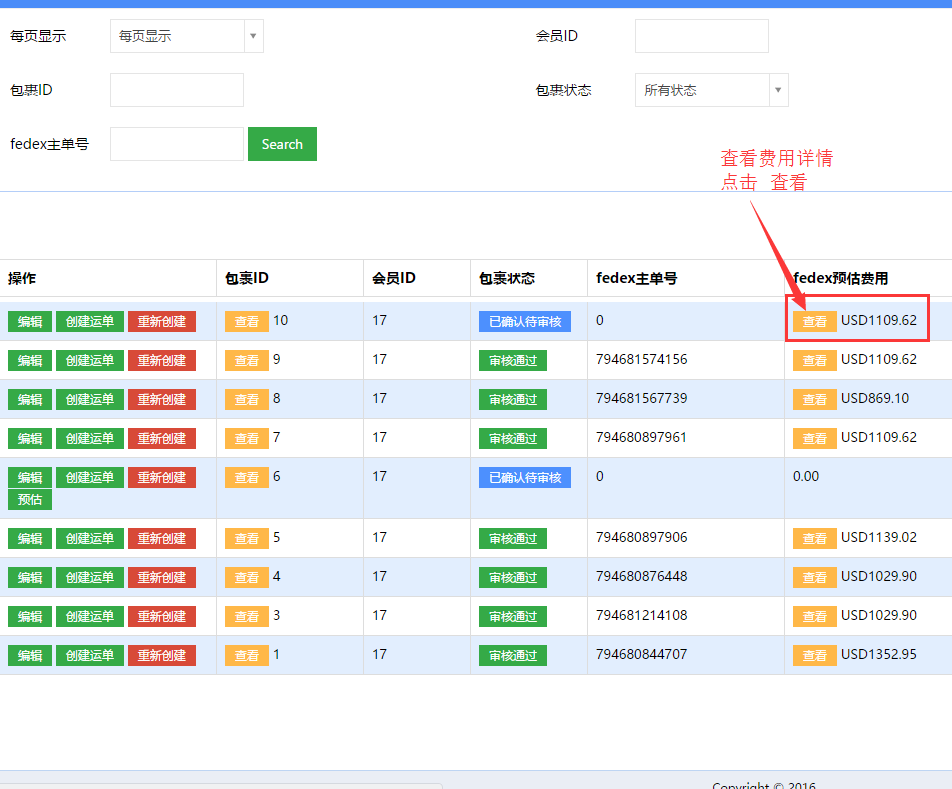 每页显示 每页显示 会员ID
包裹ID 包裹状态 所有状态
fedex主单号 Search
查看费用详情
点击 查看
操作 包裹ID 会员ID 包裹状态 fedex主单号 fedex预估费用
编辑 创建运单 重新创建 查看 10 17 已确认待审核 0 查看 USD1109.62
编辑 创建运单 重新创建 查看 9 17 审核通过 794681574156 查看 USD1109.62
编辑 创建运单 重新创建 查看 8 17 审核通过 794681567739 查看 USD869.10
编辑 创建运单 重新创建 查看 7 17 审核通过 794680897961 查看 USD1109.62
编辑 创建运单 重新创建 查看 6 17 已确认待审核 0 0.00
预估
编辑 创建运单 重新创建 查看 5 17 审核通过 794680897906 查看 USD1139.02
编辑 创建运单 重新创建 查看 4 17 审核通过 794680876448 查看 USD1029.90
编辑 创建运单 重新创建 查看 3 17 审核通过 794681214108 查看 USD1029.90
编辑 创建运单 重新创建 查看 1 17 审核通过 794680844707 查看 USD1352.95
Copyright © 2016